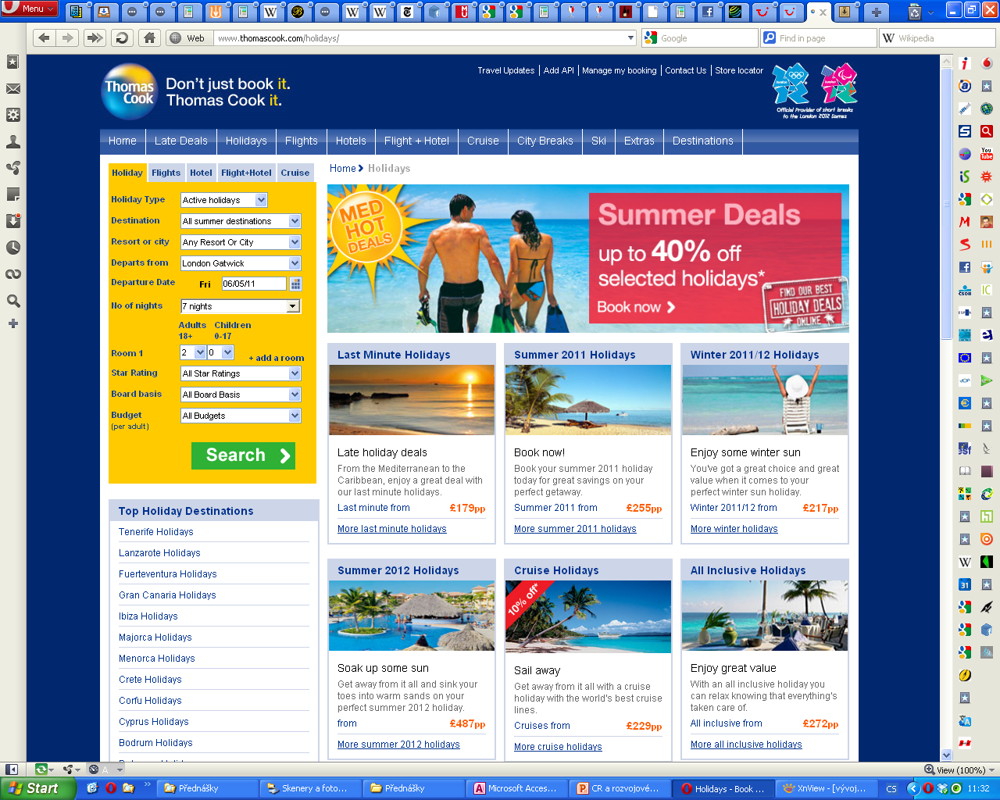 Menu
Web
www.thomascook.com/holidays/
Google
Find in page
Wikipedia
Thomas Cook
Don't just book it.
Thomas Cook it.
Travel Updates
Add API
Manage my booking
Contact Us
Store locator
Official Provider of short breaks
to the London 2012 Games
Home
Late Deals
Holidays
Flights
Hotels
Flight + Hotel
Cruise
City Breaks
Ski
Extras
Destinations
Holiday
Flights
Hotel
Flight+Hotel
Cruise
Holiday Type
Active holidays
Destination
All summer destinations
Resort or city
Any Resort Or City
Departs from
London Gatwick
Departure Date
Fri
06/05/11
No of nights
7 nights
Adults
18+
Children
0-17
Room 1
2
0
+ add a room
Star Rating
All Star Ratings
Board basis
All Board Basis
Budget
(per adult)
All Budgets
Search
Top Holiday Destinations
Tenerife Holidays
Lanzarote Holidays
Fuerteventura Holidays
Gran Canaria Holidays
Ibiza Holidays
Majorca Holidays
Menorca Holidays
Crete Holidays
Corfu Holidays
Cyprus Holidays
Bodrum Holidays
Home
Holidays
MED
HOT
DEALS
Summer Deals
up to 40% off
selected holidays*
Book now
FIND OUR BEST
HOLIDAY DEALS
ONLINE
Last Minute Holidays
Late holiday deals
From the Mediterranean to the
Caribbean, enjoy a great deal with
our last minute holidays.
Last minute from £179pp
More last minute holidays
Summer 2011 Holidays
Book now!
Book your summer 2011 holiday
today for great savings on your
perfect getaway.
Summer 2011 from £255pp
More summer 2011 holidays
Winter 2011/12 Holidays
Enjoy some winter sun
You've got a great choice and great
value when it comes to your
perfect winter sun holiday.
Winter 2011/12 from £217pp
More winter holidays
Summer 2012 Holidays
Soak up some sun
Get away from it all and sink your
toes into warm sands on your
perfect summer 2012 holiday.
from £487pp
More summer 2012 holidays
Cruise Holidays
10% off*
Sail away
Get away from it all with a cruise
holiday with the world's best cruise
lines.
Cruises from £229pp
More cruise holidays
All Inclusive Holidays
Enjoy great value
With an all inclusive holiday you
can relax knowing that everything's
taken care of.
All inclusive from £272pp
More all inclusive holidays
View (100%)
Start
Přednášky
Skenery a foto...
Přednášky
Microsoft Acces...
CR a rozvojové...
Holidays - Book ...
XnView - [vývoj...
CS
11:32